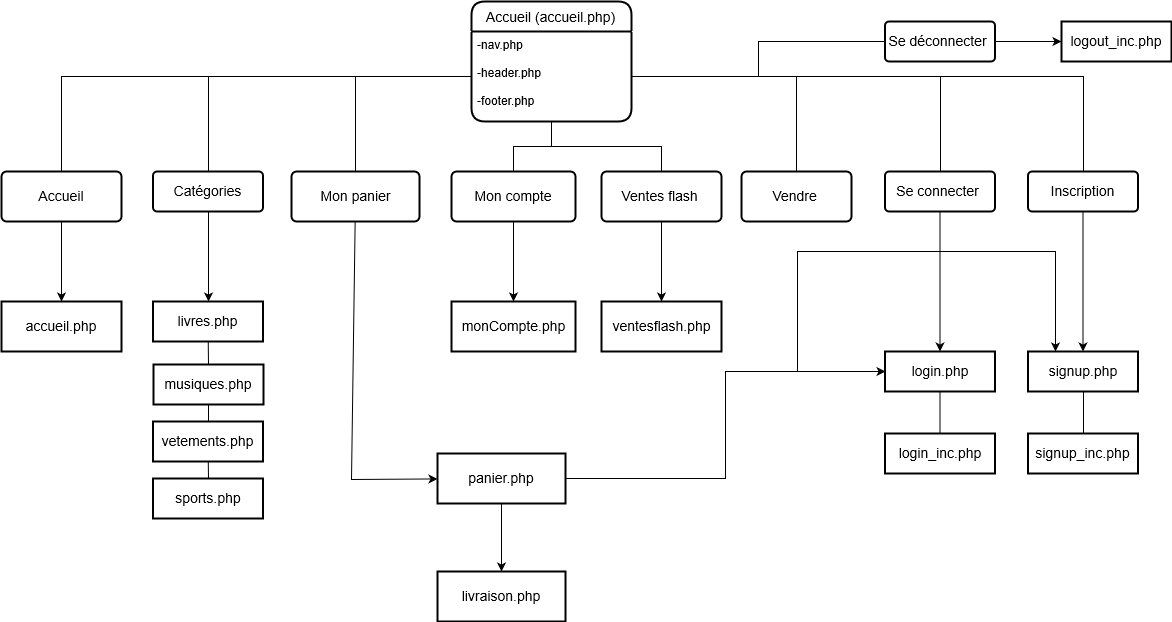 Accueil (accueil.php)
-nav.php
-header.php
-footer.php
Se déconnecter
logout_inc.php
Accueil
Catégories
Mon panier
Mon compte
Ventes flash
Vendre
Se connecter
Inscription
accueil.php
livres.php
monCompte.php
ventesflash.php
musiques.php
login.php
signup.php
vetements.php
login_inc.php
signup_inc.php
panier.php
sports.php
livraison.php